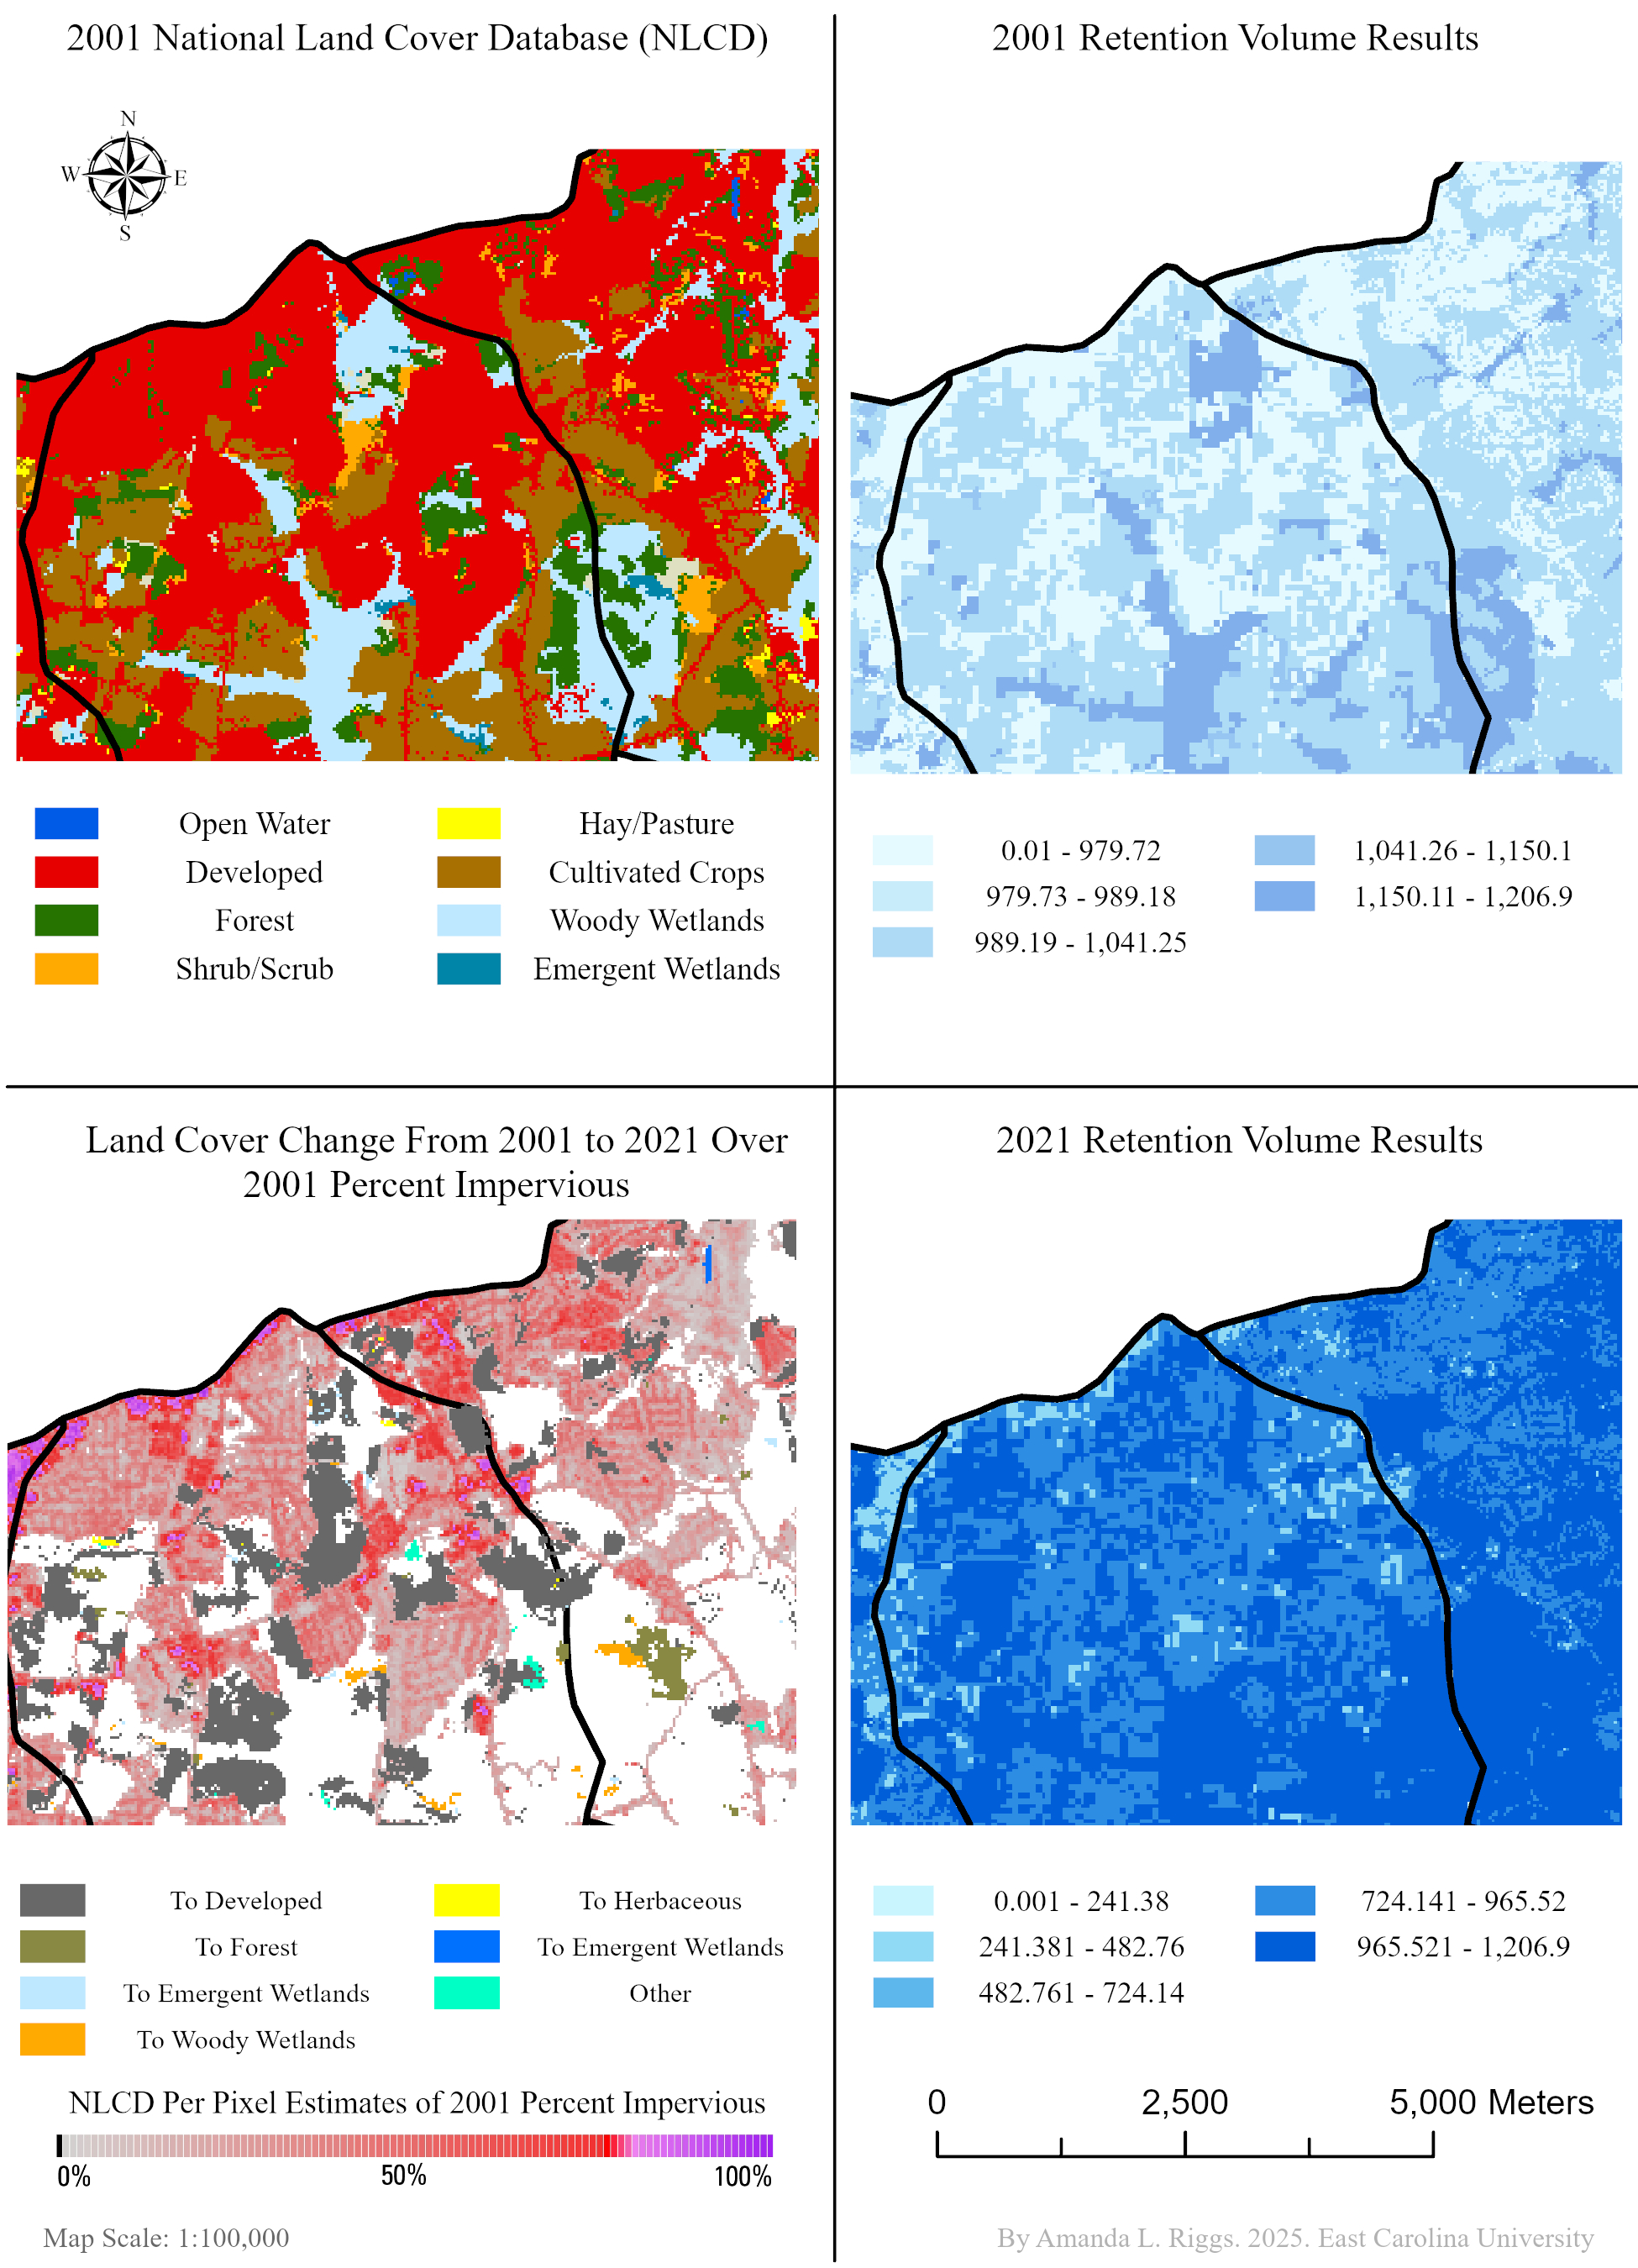 2001 National Land Cover Database (NLCD)
N
W
E
S
Open Water
Hay/Pasture
Developed
Cultivated Crops
Forest
Woody Wetlands
Shrub/Scrub
Emergent Wetlands
2001 Retention Volume Results
0.01 - 979.72
1,041.26 - 1,150.1
979.73 - 989.18
1,150.11 - 1,206.9
989.19 - 1,041.25
Land Cover Change From 2001 to 2021 Over
2001 Percent Impervious
To Developed
To Herbaceous
To Forest
To Emergent Wetlands
To Emergent Wetlands
Other
To Woody Wetlands
NLCD Per Pixel Estimates of 2001 Percent Impervious
0%
50%
100%
Map Scale: 1:100,000
2021 Retention Volume Results
0.001 - 241.38
724.141 - 965.52
241.381 - 482.76
965.521 - 1,206.9
482.761 - 724.14
0
2,500
5,000 Meters
By Amanda L. Riggs. 2025. East Carolina University